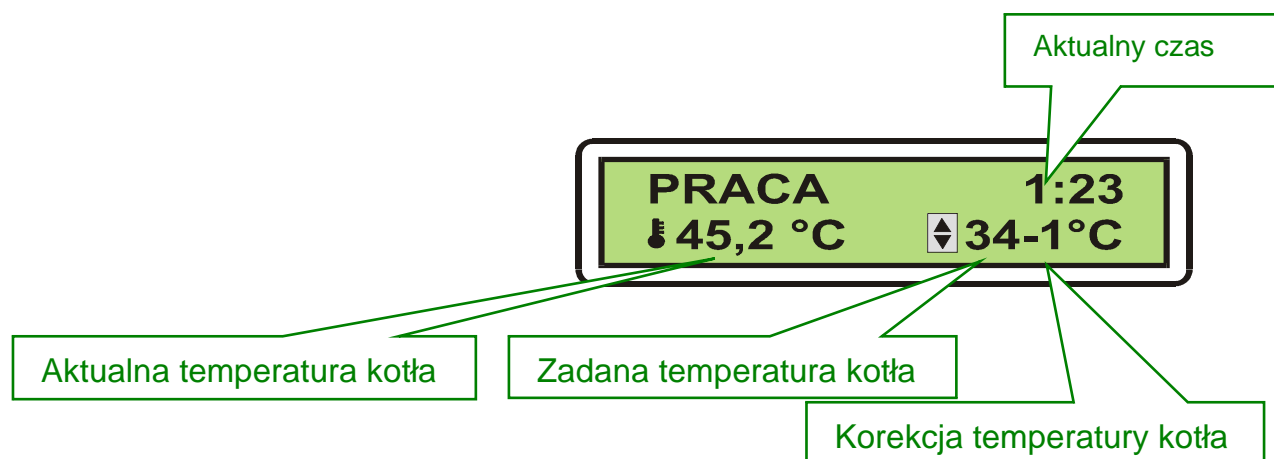 Aktualny czas
PRACA 1:23
45,2 °C 34-1°C
Aktualna temperatura kotła
Zadana temperatura kotła
Korekcja temperatury kotła